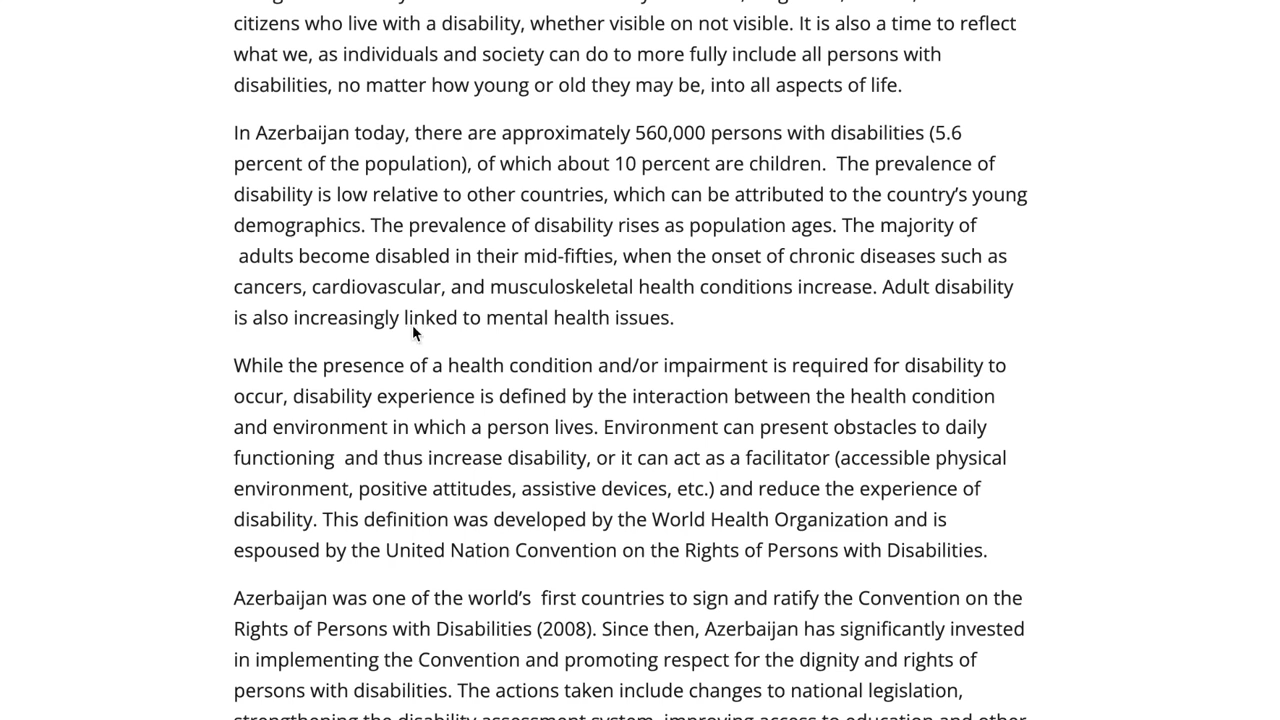 citizens who live with a disability, whether visible on not visible. It is also a time to reflect
what we, as individuals and society can do to more fully include all persons with
disabilities, no matter how young or old they may be, into all aspects of life.
In Azerbaijan today, there are approximately 560,000 persons with disabilities (5.6
percent of the population), of which about 10 percent are children.  The prevalence of
disability is low relative to other countries, which can be attributed to the country’s young
demographics. The prevalence of disability rises as population ages. The majority of
adults become disabled in their mid-fifties, when the onset of chronic diseases such as
cancers, cardiovascular, and musculoskeletal health conditions increase. Adult disability
is also increasingly linked to mental health issues.
While the presence of a health condition and/or impairment is required for disability to
occur, disability experience is defined by the interaction between the health condition
and environment in which a person lives. Environment can present obstacles to daily
functioning  and thus increase disability, or it can act as a facilitator (accessible physical
environment, positive attitudes, assistive devices, etc.) and reduce the experience of
disability. This definition was developed by the World Health Organization and is
espoused by the United Nation Convention on the Rights of Persons with Disabilities.
Azerbaijan was one of the world’s  first countries to sign and ratify the Convention on the
Rights of Persons with Disabilities (2008). Since then, Azerbaijan has significantly invested
in implementing the Convention and promoting respect for the dignity and rights of
persons with disabilities. The actions taken include changes to national legislation,
strengthening the disability assessment system, improving access to education and other